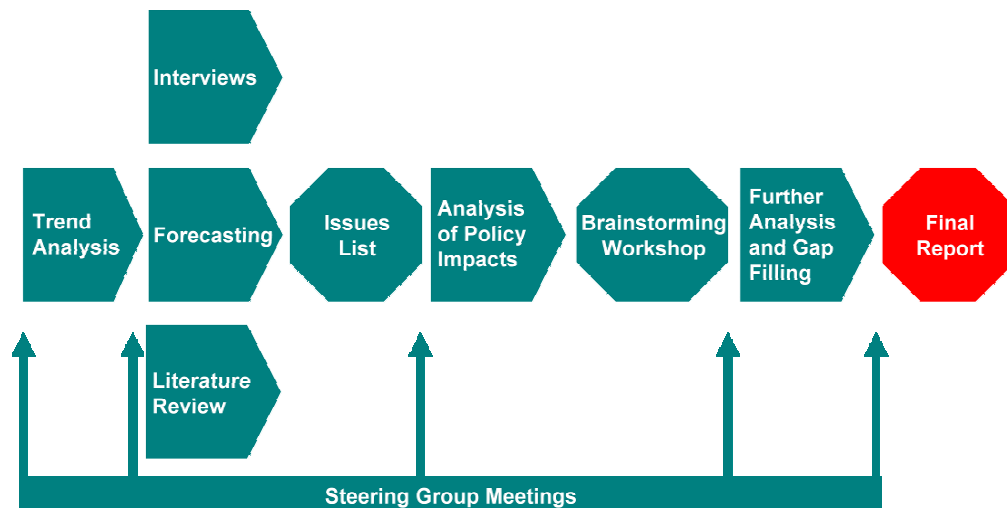 Interviews
Trend
Analysis
Forecasting
Issues
List
Analysis
of Policy
Impacts
Brainstorming
Workshop
Further
Analysis
and Gap
Filling
Final
Report
Literature
Review
Steering Group Meetings